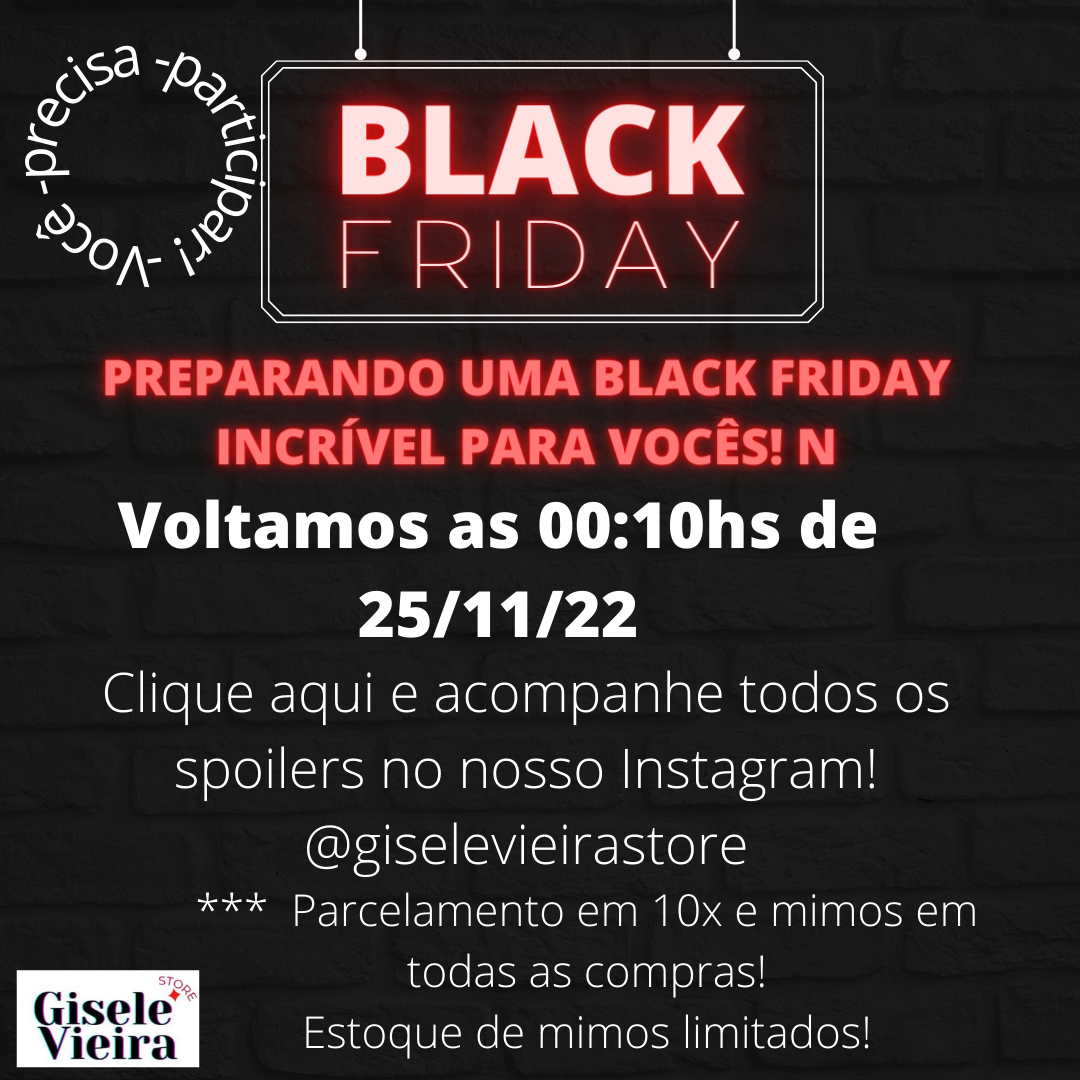 Você -precisa -participar! -
BLACK
FRIDAY
PREPARANDO UMA BLACK FRIDAY
INCRÍVEL PARA VOCÊS! N
Voltamos as 00:10hs de
25/11/22
Clique aqui e acompanhe todos os
spoilers no nosso Instagram!
@giselevieirastore
*** Parcelamento em 10x e mimos em
todas as compras!
Estoque de mimos limitados!
Gisele
Vieira
STORE